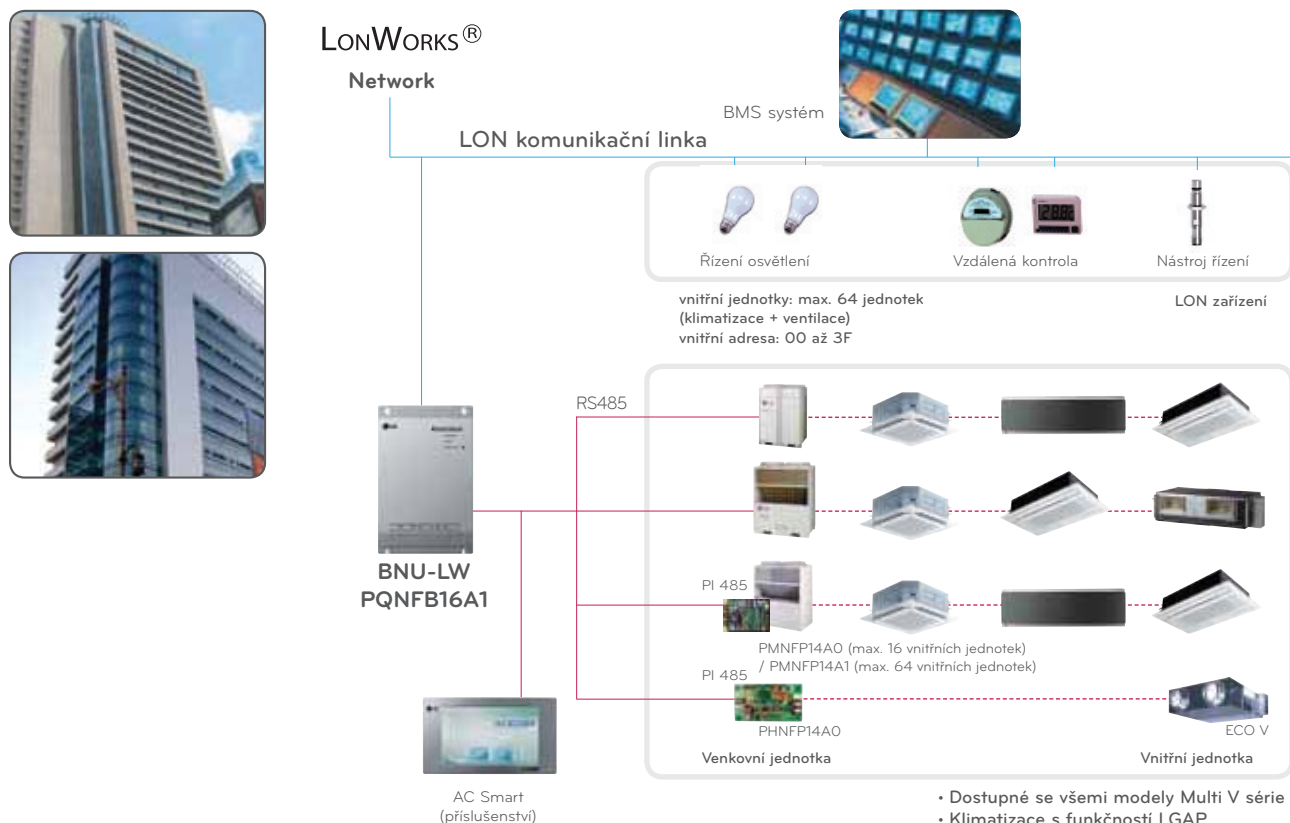 LONWORKS®
Network
BMS systém
LON komunikační linka
Řízení osvětlení
Vzdálená kontrola
Nástroj řízení
vnitřní jednotky: max. 64 jednotek
(klimatizace + ventilace)
vnitřní adresa: 00 až 3F
LON zařízení
RS485
BNU-LW
PQNFB16A1
PI 485
PMNFP14A0 (max. 16 vnitřních jednotek)
/ PMNFP14A1 (max. 64 vnitřních jednotek)
PI 485
PHNFP14A0
ECO V
Venkovní jednotka
Vnitřní jednotka
AC Smart
(příslušenství)
• Dostupné se všemi modely Multi V série
• Klimatizace s funkčností LGAP